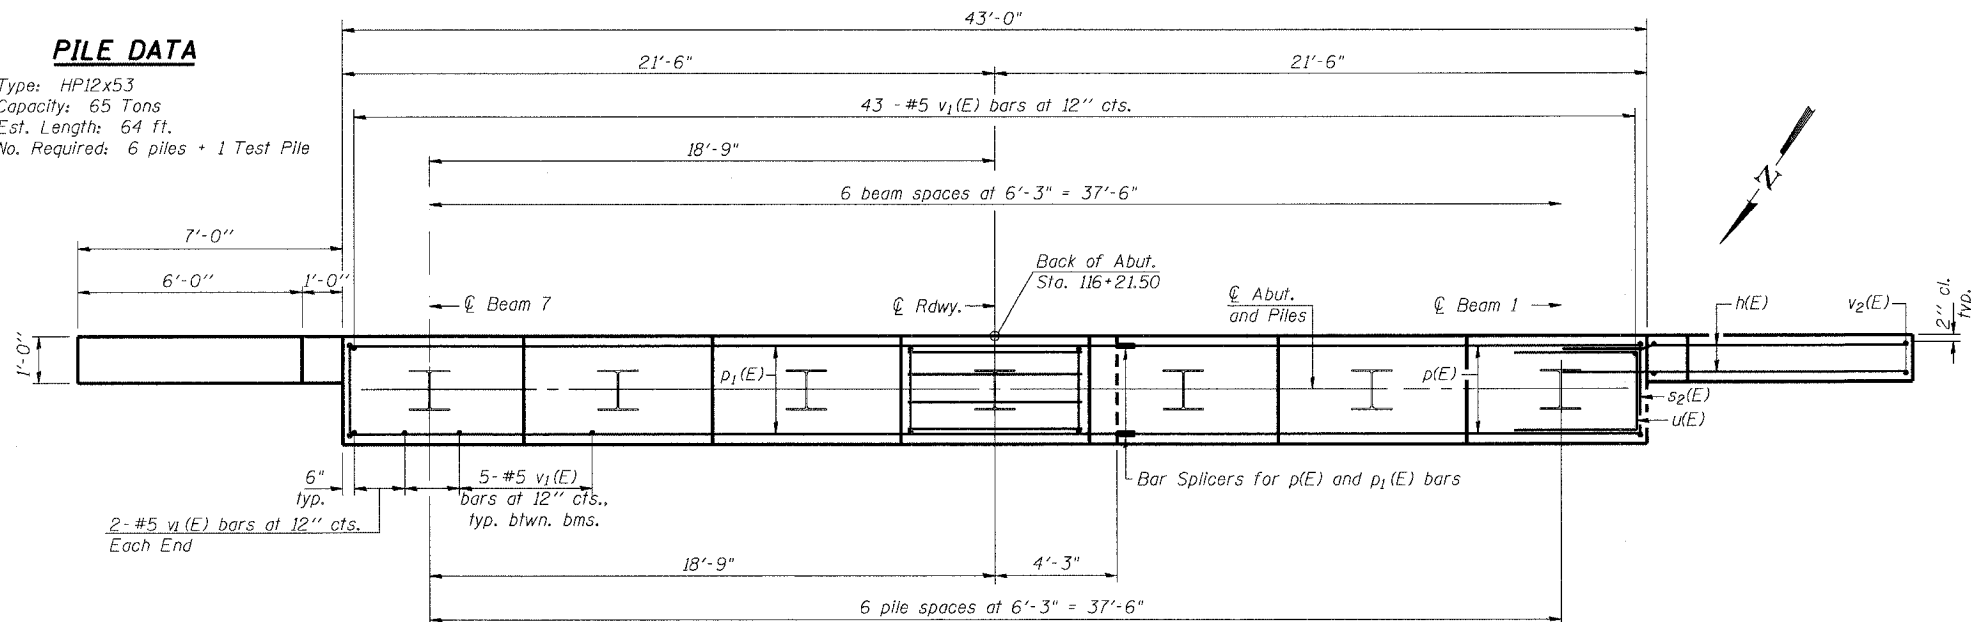 43'-0"
PILE DATA
21'-6"
21'-6"
Type: HP12x53
Capacity: 65 Tons
Est. Length: 64 ft.
No. Required: 6 piles + 1 Test Pile
43 - #5 v1(E) bars at 12" cts.
18'-9"
N
6 beam spaces at 6'-3" = 37'-6"
7'-0"
6'-0"
1'-0"
Back of Abut.
Sta. 116+21.50
℄ Beam 7
℄ Rdwy.
℄ Abut.
and Piles
℄ Beam 1
h(E)
v2(E)
2" cl.
typ.
1'-0"
p1(E)
p(E)
s2(E)
u(E)
6"
typ.
5- #5 v1(E)
bars at 12" cts.,
typ. btwn. bms.
Bar Splicers for p(E) and p1(E) bars
2- #5 v1(E) bars at 12" cts.
Each End
18'-9"
4'-3"
6 pile spaces at 6'-3" = 37'-6"